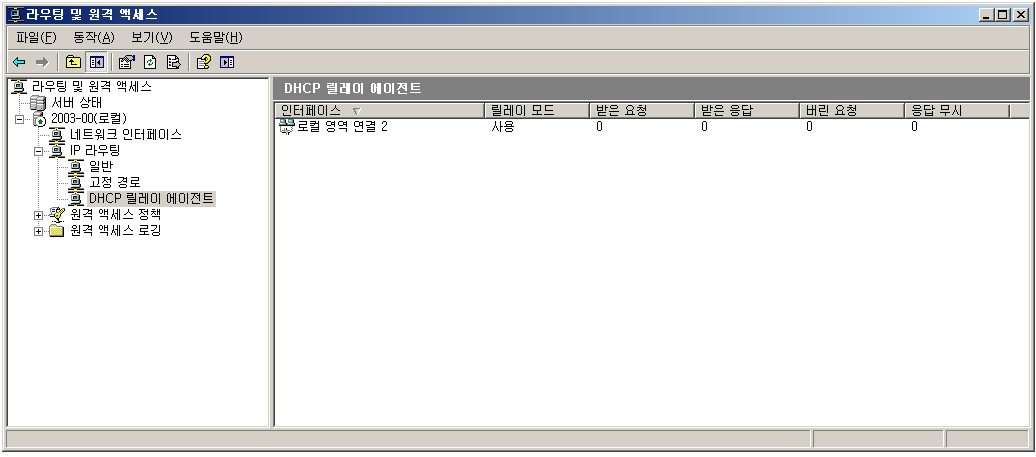 라우팅 및 원격 액세스
파일(F) 동작(A) 보기(V) 도움말(H)
라우팅 및 원격 액세스
서버 상태
2003-00(로컬)
네트워크 인터페이스
IP 라우팅
일반
고정 경로
DHCP 릴레이 에이전트
원격 액세스 정책
원격 액세스 로깅
DHCP 릴레이 에이전트
인터페이스 릴레이 모드 받은 요청 받은 응답 버린 요청 응답 무시
로컬 영역 연결 2 사용 0 0 0 0